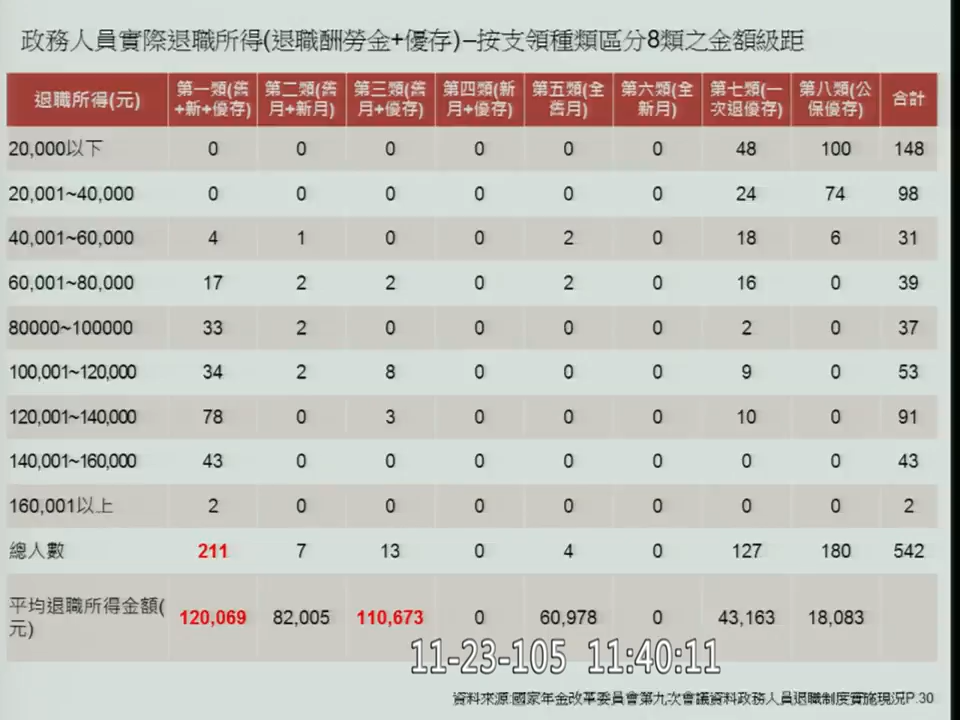 政務人員實際退職所得(退職酬勞金+優存)–按支領種類區分8類之金額級距
退職所得(元) 第一類(舊+新+優存) 第二類(舊月+新月) 第三類(舊月+優存) 第四類(新月+優存) 第五類(全舊月) 第六類(全新月) 第七類(一次退優存) 第八類(公保優存) 合計
20,000以下 0 0 0 0 0 0 48 100 148
20,001~40,000 0 0 0 0 0 0 24 74 98
40,001~60,000 4 1 0 0 2 0 18 6 31
60,001~80,000 17 2 2 0 2 0 16 0 39
80000~100000 33 2 0 0 0 0 2 0 37
100,001~120,000 34 2 8 0 0 0 9 0 53
120,001~140,000 78 0 3 0 0 0 10 0 91
140,001~160,000 43 0 0 0 0 0 0 0 43
160,001以上 2 0 0 0 0 0 0 0 2
總人數 211 7 13 0 4 0 127 180 542
平均退職所得金額(元) 120,069 82,005 110,673 0 60,978 0 43,163 18,083
11-23-105 11:40:11
資料來源:國家年金改革委員會第九次會議資料政務人員退職制度實施現況P.30